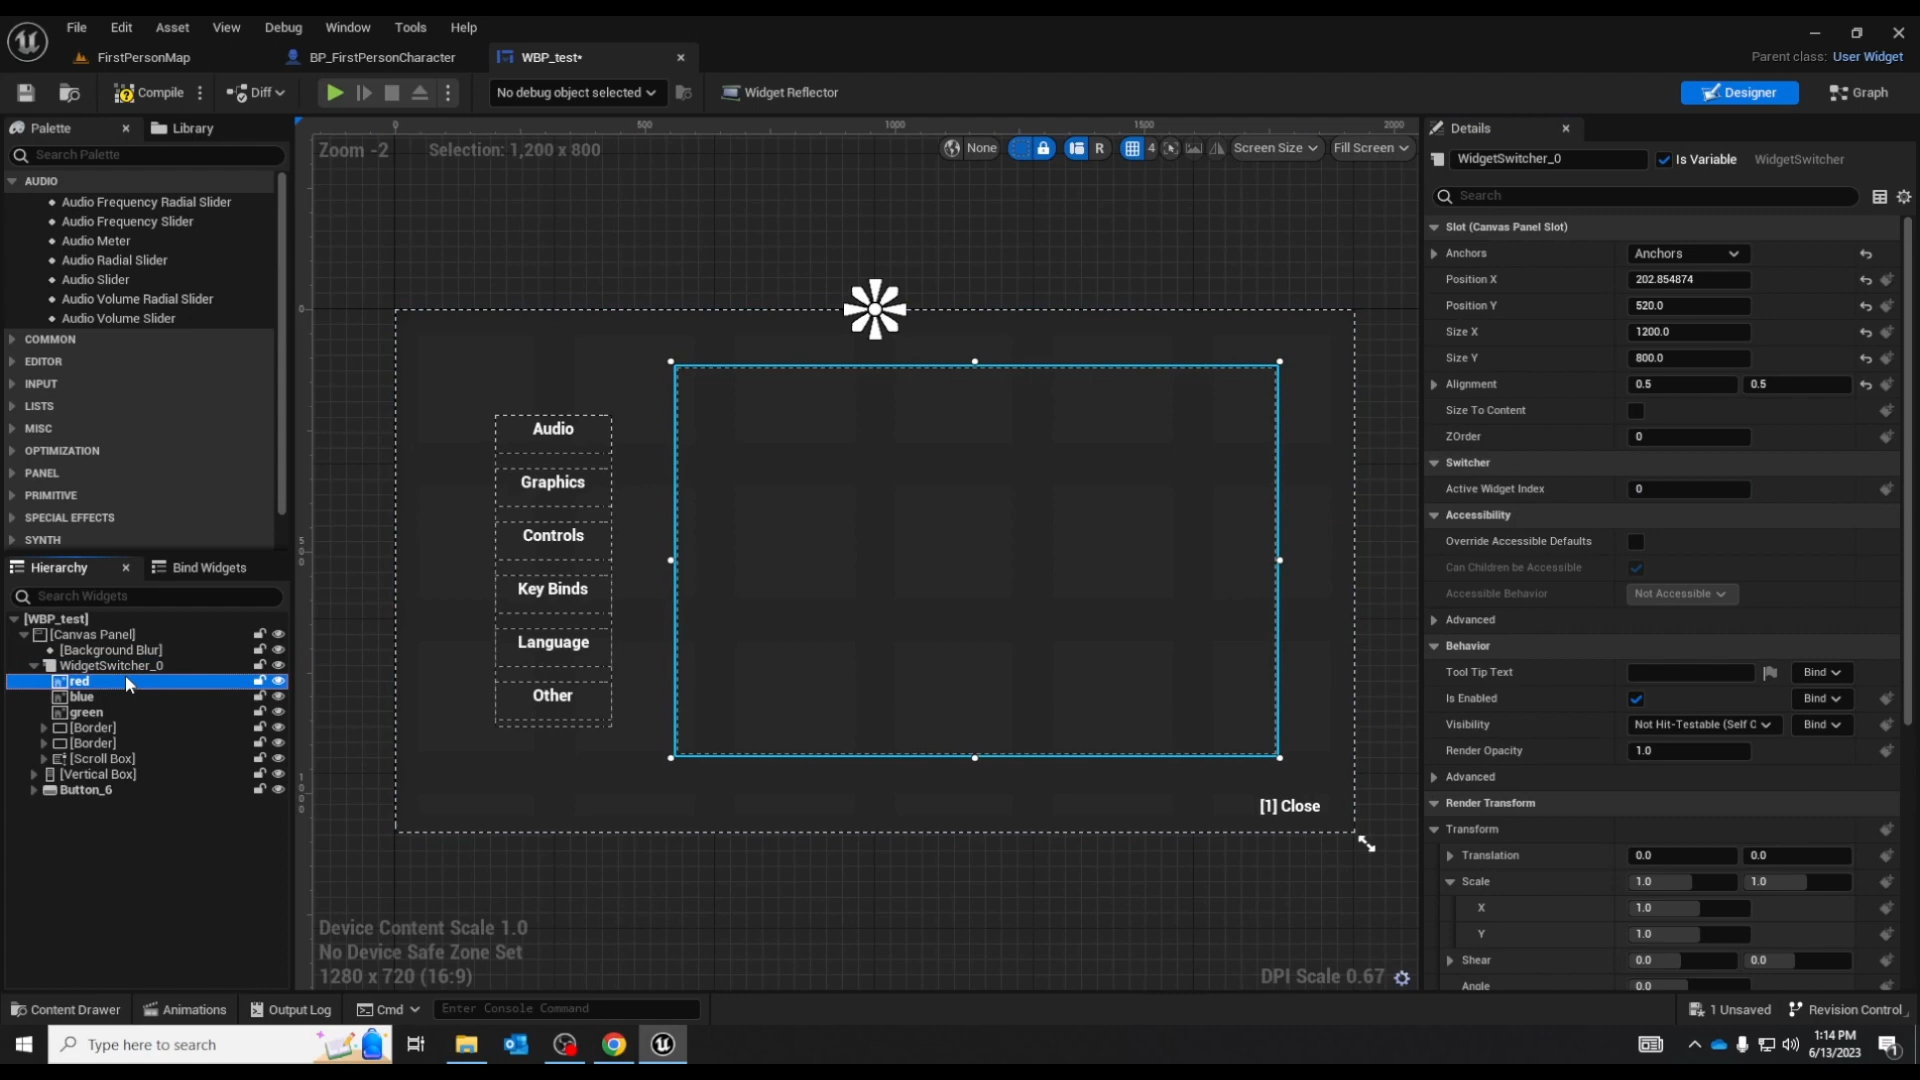 File Edit Asset View Debug Window Tools Help
FirstPersonMap BP_FirstPersonCharacter WBP_test* Parent class: User Widget
Compile Diff No debug object selected Widget Reflector Designer Graph
Palette Library
Search Palette
AUDIO
Audio Frequency Radial Slider
Audio Frequency Slider
Audio Meter
Audio Radial Slider
Audio Slider
Audio Volume Radial Slider
Audio Volume Slider
COMMON
EDITOR
INPUT
LISTS
MISC
OPTIMIZATION
PANEL
PRIMITIVE
SPECIAL EFFECTS
SYNTH
Hierarchy Bind Widgets
Search Widgets
[WBP_test]
[Canvas Panel]
[Background Blur]
WidgetSwitcher_0
red
blue
green
[Border]
[Border]
[Scroll Box]
[Vertical Box]
Button_6
0 500 1000 1500 2000
Zoom -2 Selection: 1,200 x 800 None R 4 Screen Size Fill Screen
0
500
1000
Audio
Graphics
Controls
Key Binds
Language
Other
[1] Close
Device Content Scale 1.0
No Device Safe Zone Set
1280 x 720 (16:9) DPI Scale 0.67
Details
WidgetSwitcher_0 Is Variable WidgetSwitcher
Search
Slot (Canvas Panel Slot)
Anchors Anchors
Position X 202.854874
Position Y 520.0
Size X 1200.0
Size Y 800.0
Alignment 0.5 0.5
Size To Content
ZOrder 0
Switcher
Active Widget Index 0
Accessibility
Override Accessible Defaults
Can Children be Accessible
Accessible Behavior Not Accessible
Advanced
Behavior
Tool Tip Text Bind
Is Enabled Bind
Visibility Not Hit-Testable (Self O Bind
Render Opacity 1.0
Advanced
Render Transform
Transform
Translation 0.0 0.0
Scale 1.0 1.0
X 1.0
Y 1.0
Shear 0.0 0.0
Angle 0.0
Content Drawer Animations Output Log Cmd Enter Console Command 1 Unsaved Revision Control
Type here to search 1:14 PM
6/13/2023 1